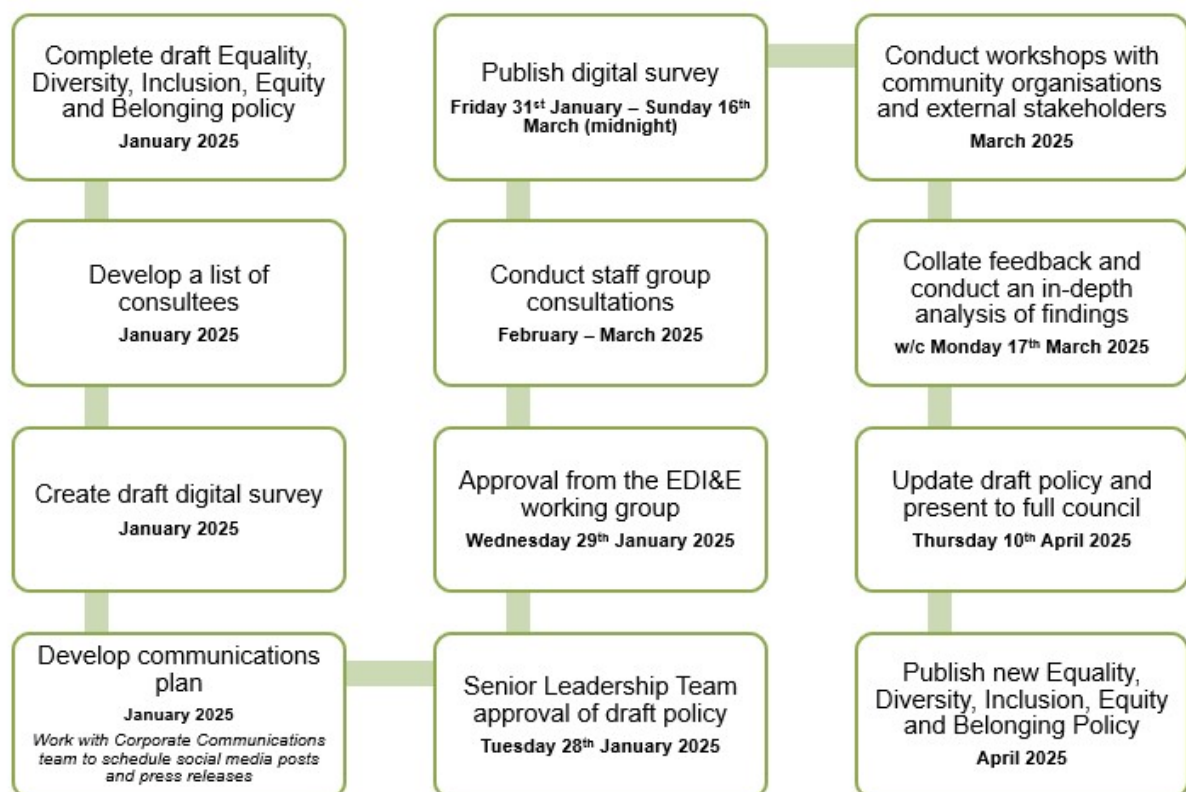 Complete draft Equality,
Diversity, Inclusion, Equity
and Belonging policy
January 2025
Develop a list of
consultees
January 2025
Create draft digital survey
January 2025
Develop communications
plan
January 2025
Work with Corporate Communications
team to schedule social media posts
and press releases
Senior Leadership Team
approval of draft policy
Tuesday 28th January 2025
Approval from the EDI&E
working group
Wednesday 29th January 2025
Conduct staff group
consultations
February – March 2025
Publish digital survey
Friday 31st January – Sunday 16th
March (midnight)
Conduct workshops with
community organisations
and external stakeholders
March 2025
Collate feedback and
conduct an in-depth
analysis of findings
w/c Monday 17th March 2025
Update draft policy and
present to full council
Thursday 10th April 2025
Publish new Equality,
Diversity, Inclusion, Equity
and Belonging Policy
April 2025